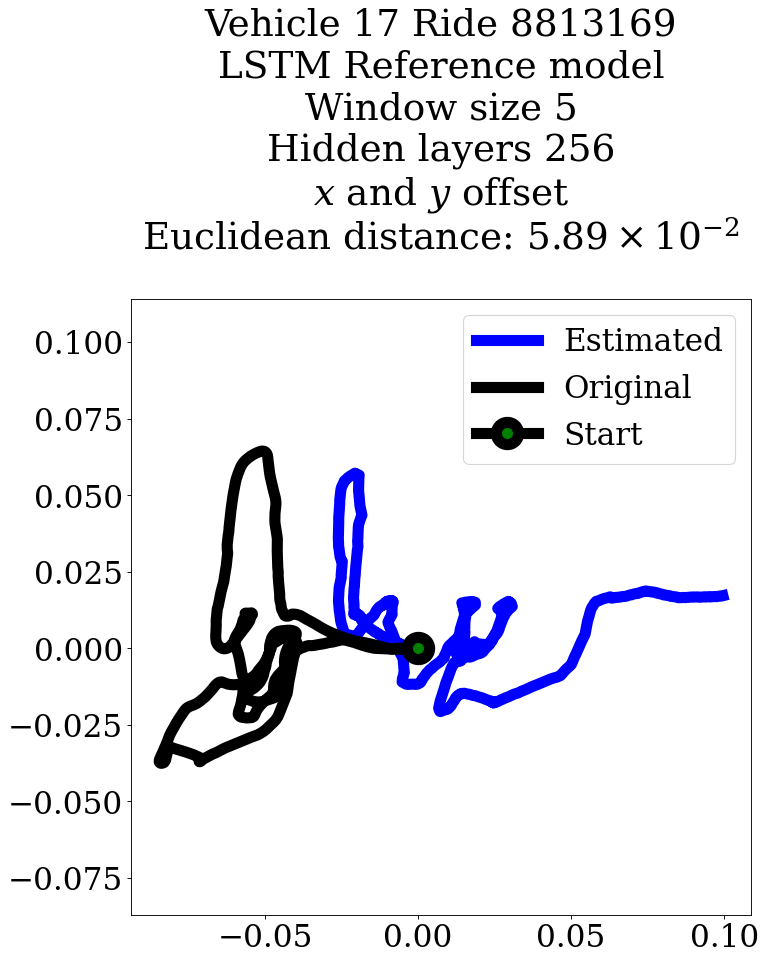 Vehicle 17 Ride 8813169
LSTM Reference model
Window size 5
Hidden layers 256
x and y offset
Euclidean distance: 5.89 × 10⁻²
Estimated
Original
Start
0.100
0.075
0.050
0.025
0.000
−0.025
−0.050
−0.075
−0.05 0.00 0.05 0.10